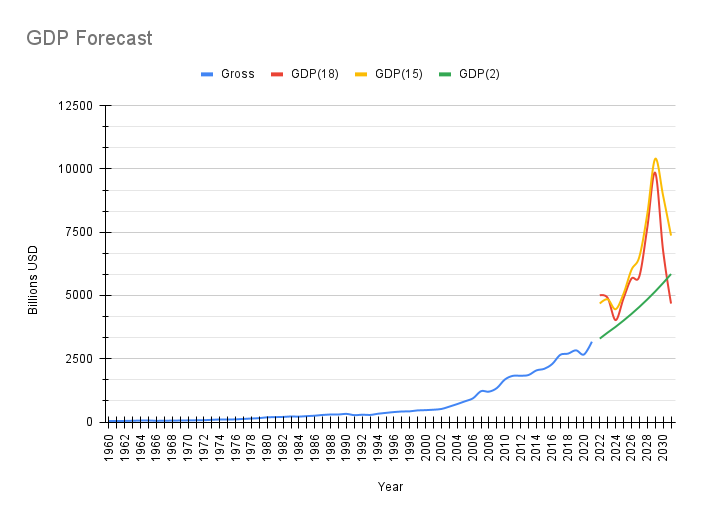 GDP Forecast
Gross GDP(18) GDP(15) GDP(2)
12500
10000
7500
5000
2500
0
Billions USD
1960 1962 1964 1966 1968 1970 1972 1974 1976 1978 1980 1982 1984 1986 1988 1990 1992 1994 1996 1998 2000 2002 2004 2006 2008 2010 2012 2014 2016 2018 2020 2022 2024 2026 2028 2030
Year